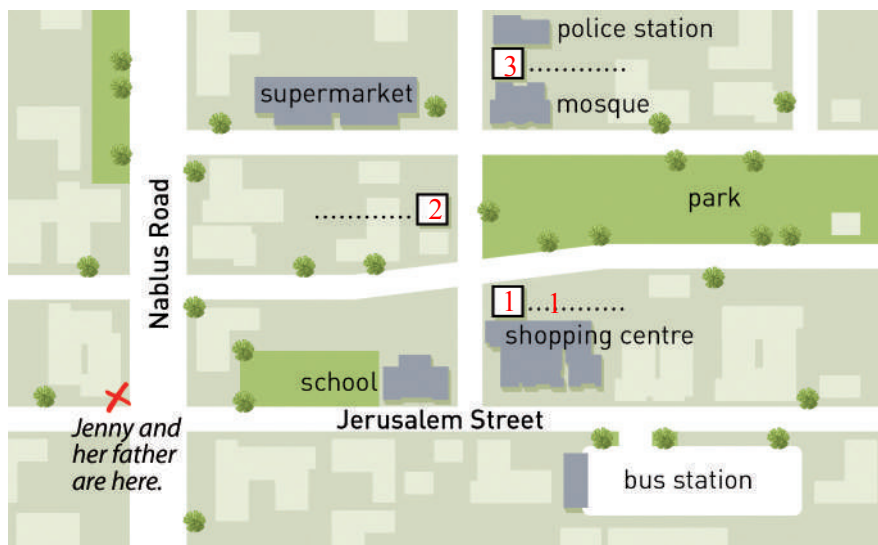 police station
3 ............
supermarket
mosque
............ 2
park
Nablus Road
1 1 ............
shopping centre
school
Jerusalem Street
Jenny and
her father
are here.
bus station